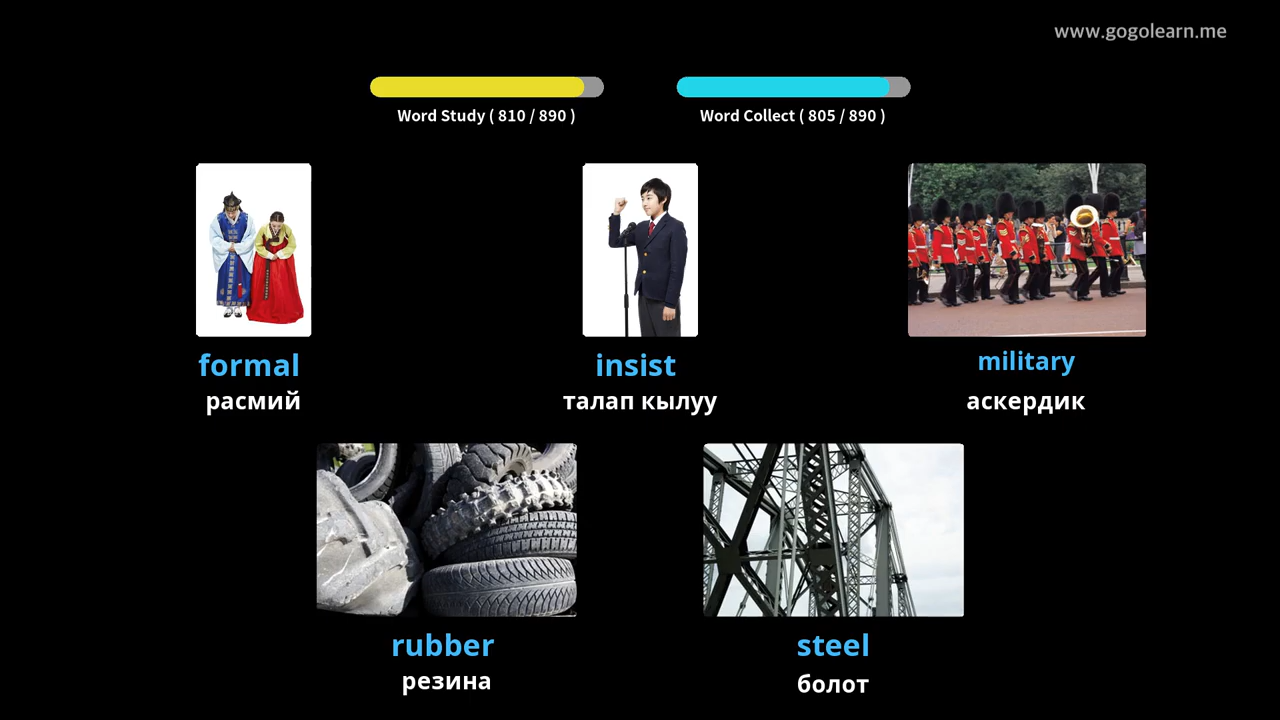 www.gogolearn.me
Word Study ( 810 / 890 )
Word Collect ( 805 / 890 )
formal
расмий
insist
талап кылуу
military
аскердик
rubber
резина
steel
болот